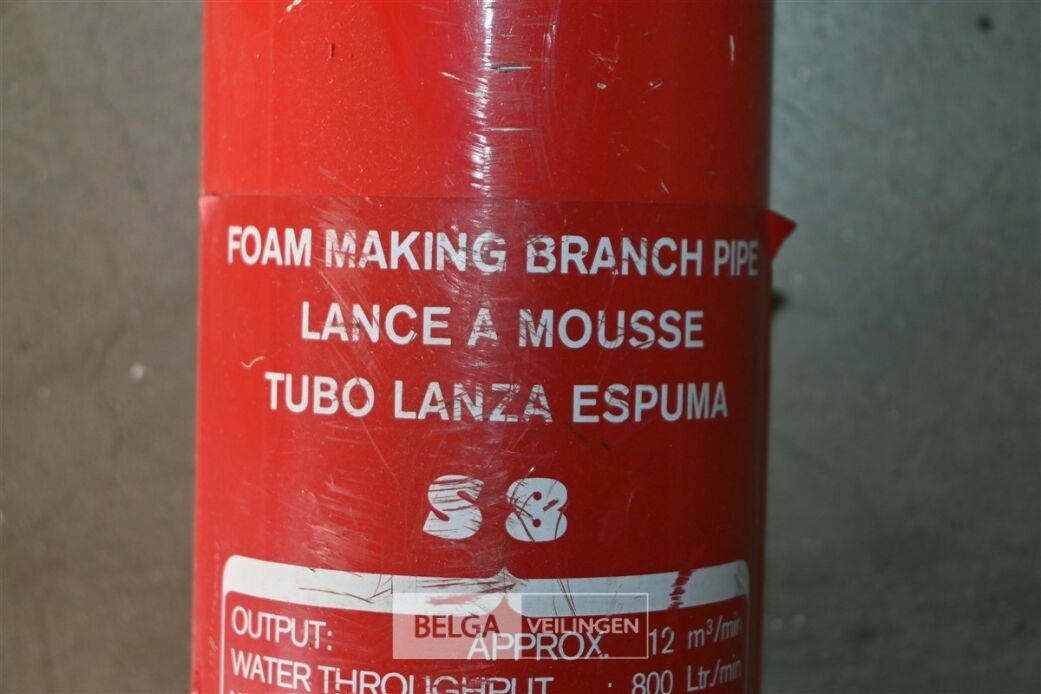 FOAM MAKING BRANCH PIPE
LANCE A MOUSSE
TUBO LANZA ESPUMA
S 8
OUTPUT: APPROX. 12 m³/min
BELGA VEILINGEN
WATER THROUGHPUT : 800 Ltr./min